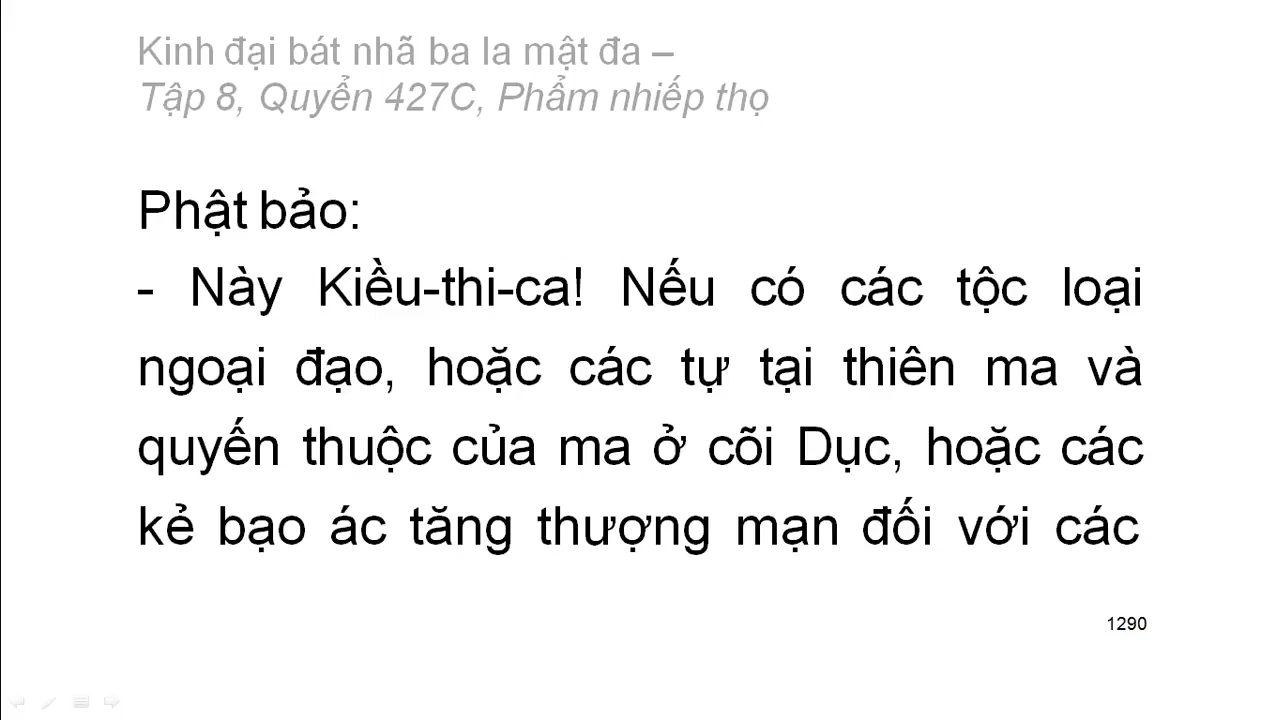 Kinh đại bát nhã ba la mật đa –
Tập 8, Quyển 427C, Phẩm nhiếp thọ
Phật bảo:
- Này Kiều-thi-ca! Nếu có các tộc loại
ngoại đạo, hoặc các tự tại thiên ma và
quyến thuộc của ma ở cõi Dục, hoặc các
kẻ bạo ác tăng thượng mạn đối với các
1290